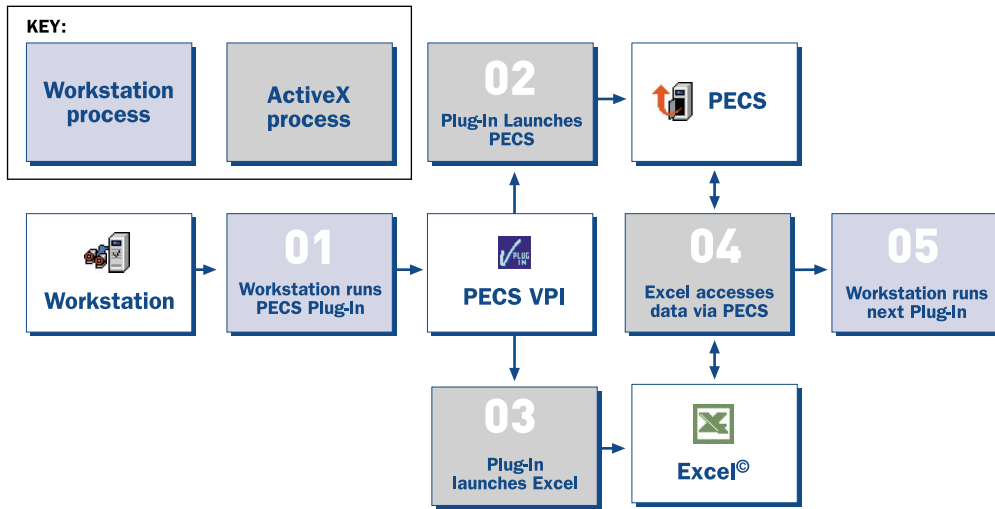 KEY:
Workstation
process
ActiveX
process
02
Plug-In Launches
PECS
PECS
Workstation
01
Workstation runs
PECS Plug-In
PLUG
IN
PECS VPI
04
Excel accesses
data via PECS
05
Workstation runs
next Plug-In
03
Plug-In
launches Excel
Excel©